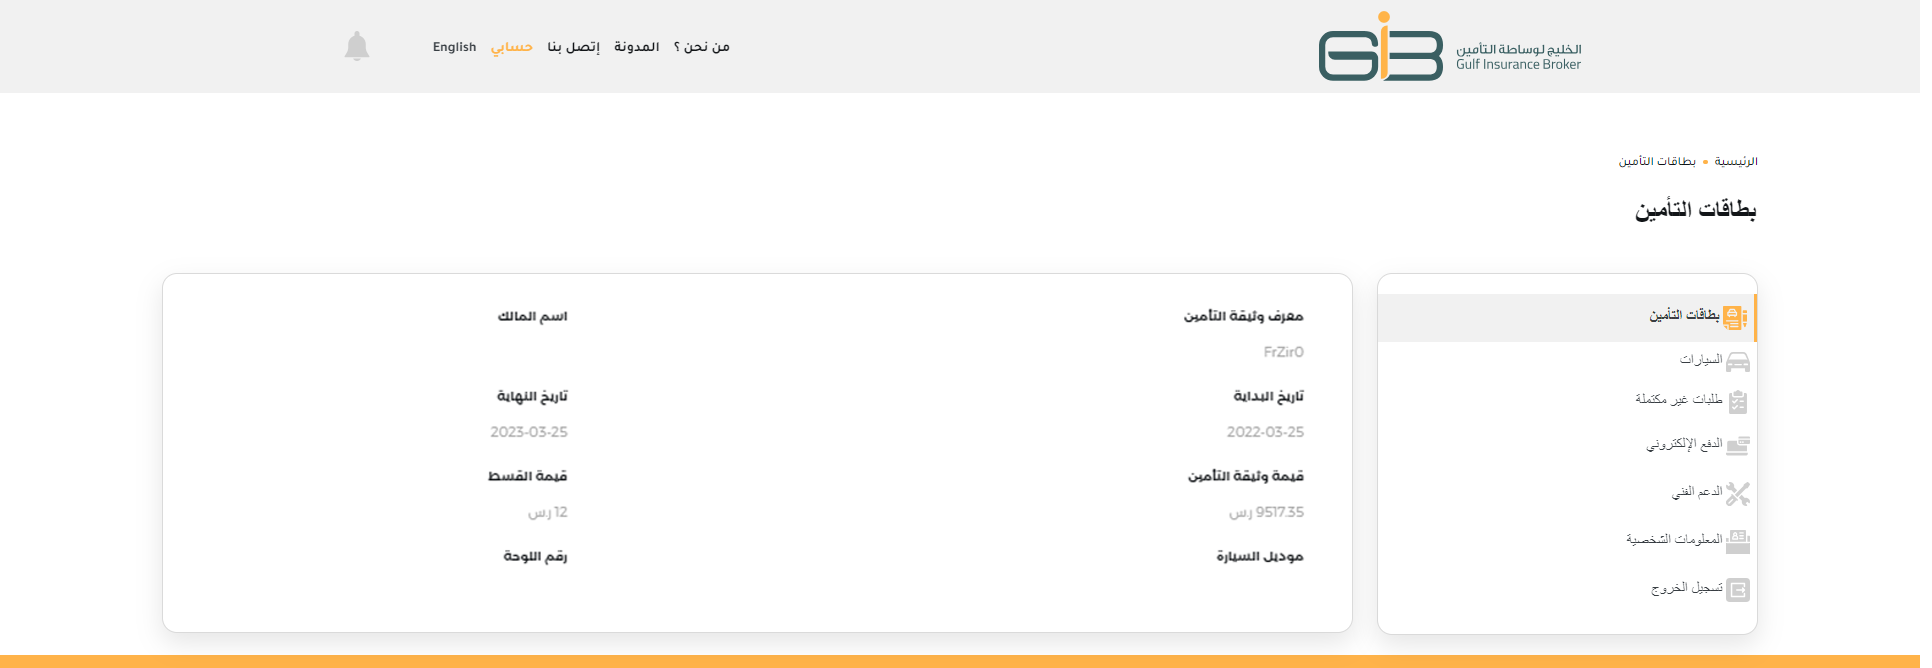 الخليج لوساطة التأمين
Gulf Insurance Broker
من نحن ؟ المدونة إتصل بنا حسابي English
الرئيسية • بطاقات التأمين
بطاقات التأمين
بطاقات التأمين
السيارات
طلبات غير مكتملة
الدفع الإلكتروني
الدعم الفني
المعلومات الشخصية
تسجيل الخروج
معرف وثيقة التأمين اسم المالك
FrZir0
تاريخ البداية تاريخ النهاية
2022-03-25 2023-03-25
قيمة وثيقة التأمين قيمة القسط
9517.35 ر.س 12 ر.س
موديل السيارة رقم اللوحة